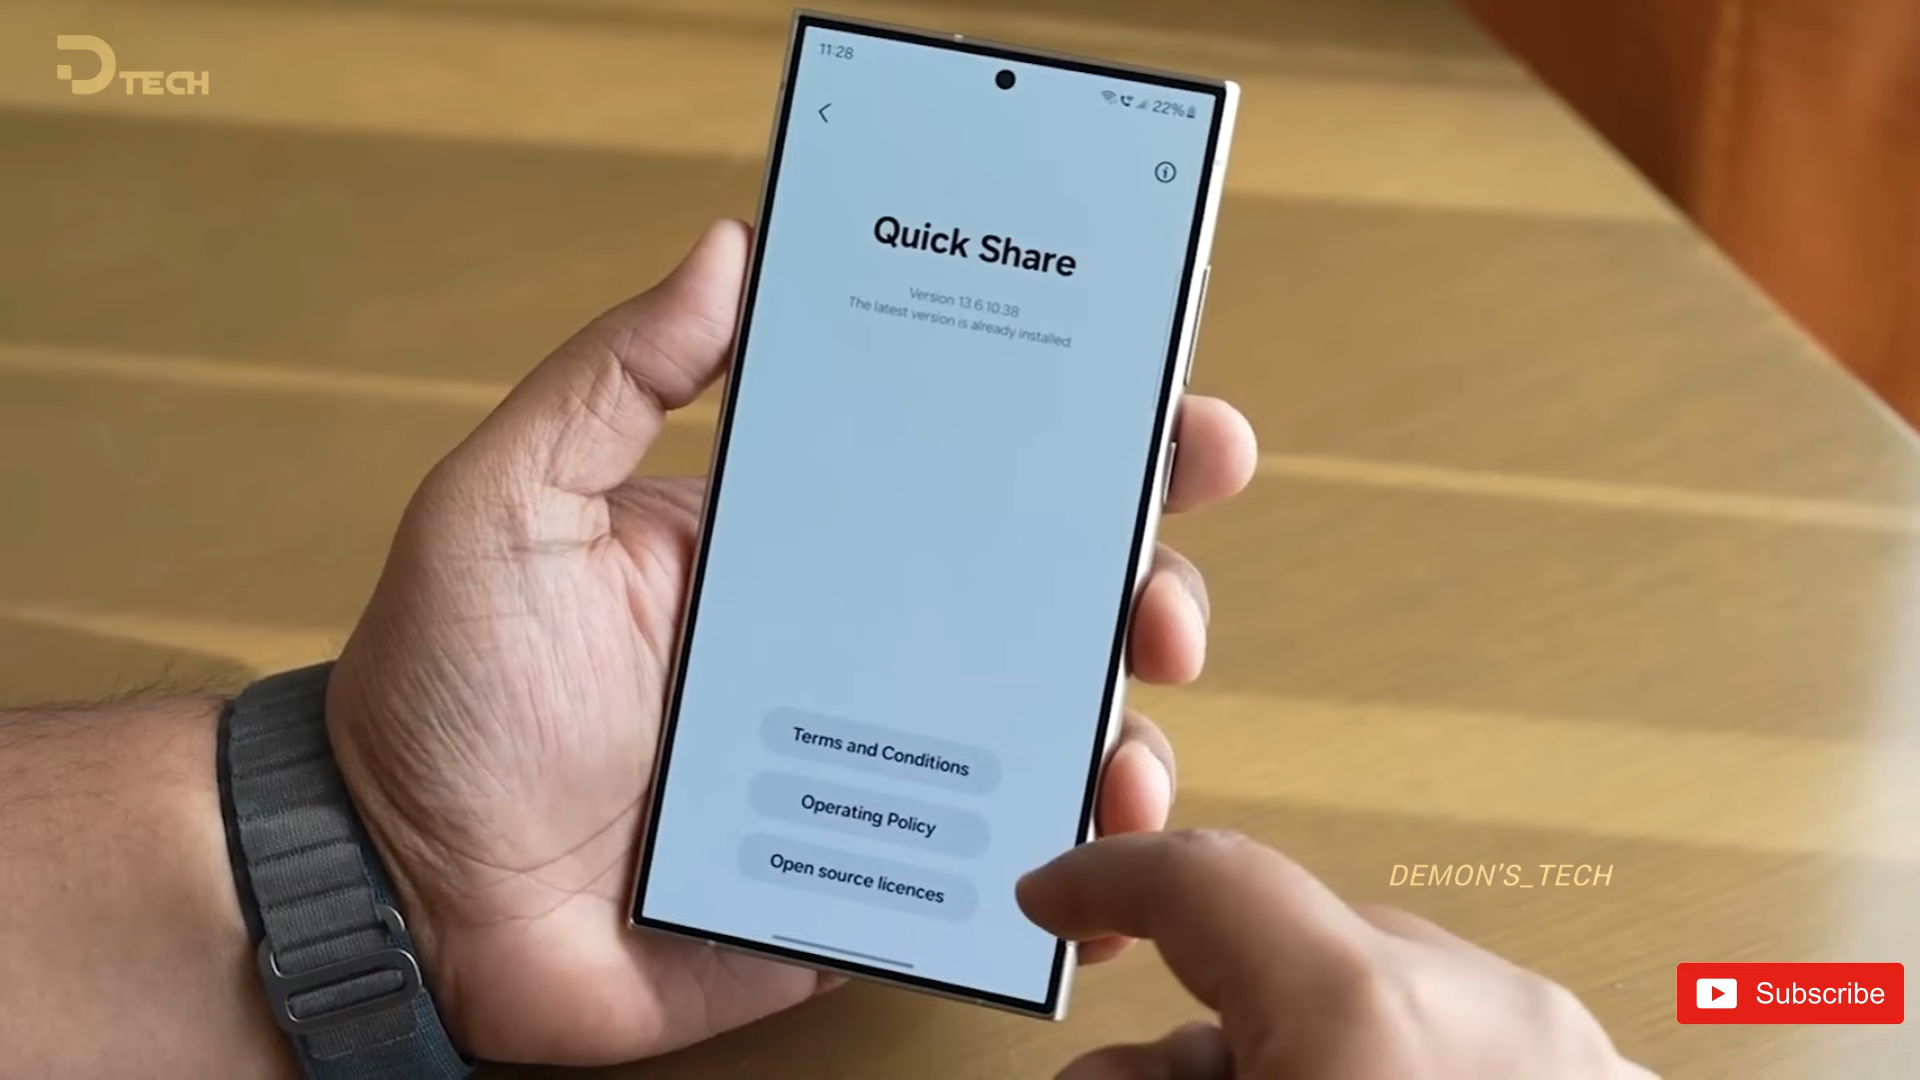 D TECH
11:28
22%
Quick Share
Version 13.6.10.38
The latest version is already installed.
Terms and Conditions
Operating Policy
Open source licences
DEMON'S_TECH
Subscribe